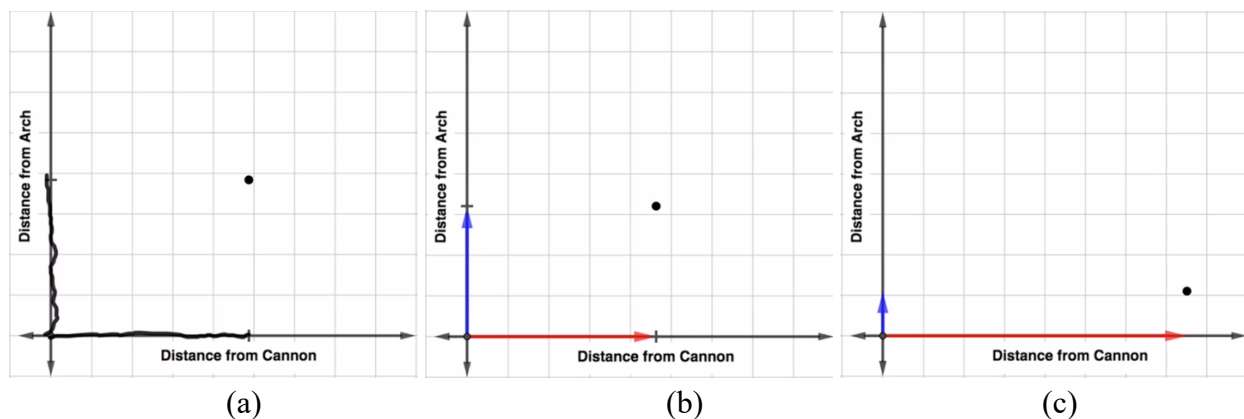 Distance from Arch
Distance from Cannon
(a)
Distance from Arch
Distance from Cannon
(b)
Distance from Arch
Distance from Cannon
(c)